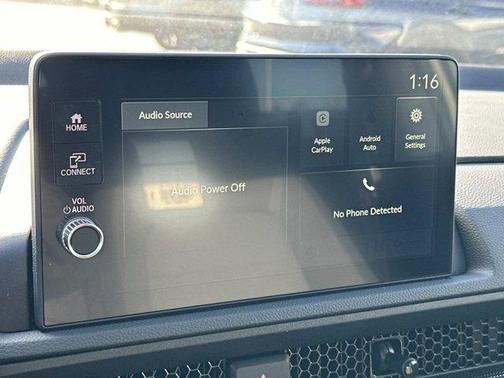 1:16
HOME
CONNECT
VOL
AUDIO
Audio Source
Audio Power Off
Apple
CarPlay
Android
Auto
General
Settings
No Phone Detected